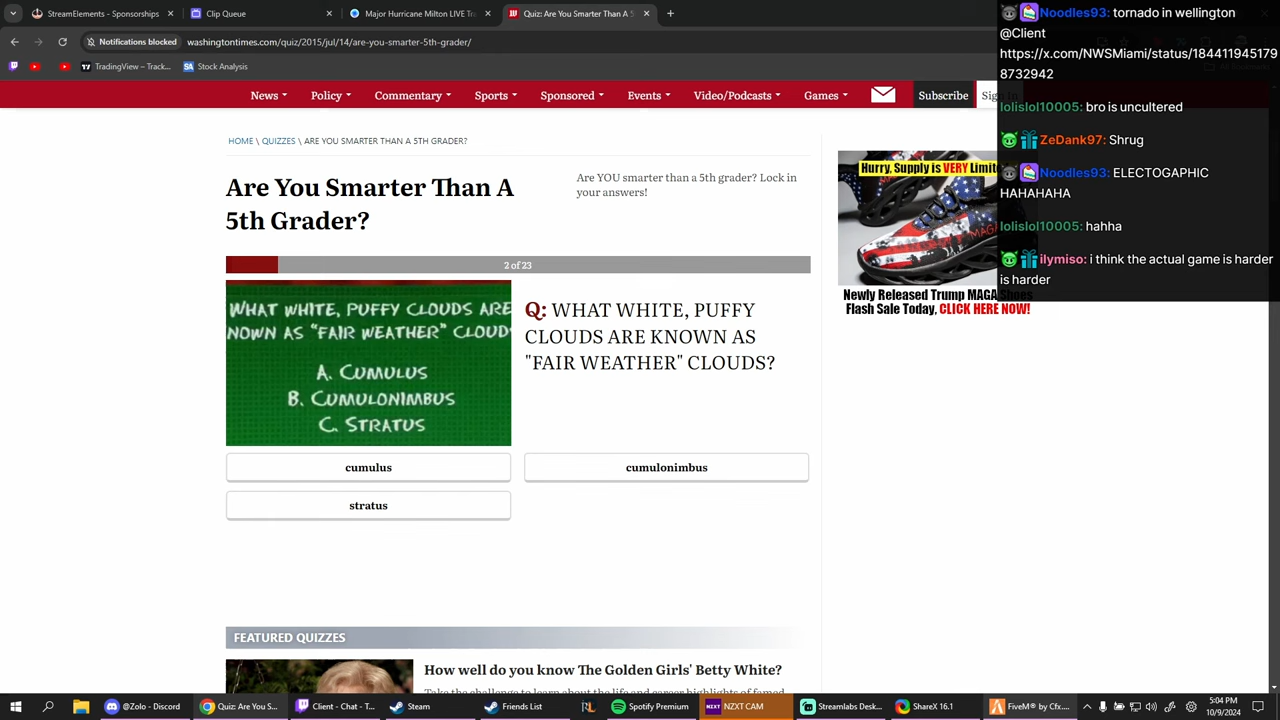 StreamElements - Sponsorships
Clip Queue
Major Hurricane Milton LIVE Tr
Quiz: Are You Smarter Than A 5
Notifications blocked
washingtontimes.com/quiz/2015/jul/14/are-you-smarter-5th-grader/
TradingView – Track...
Stock Analysis
News
Policy
Commentary
Sports
Sponsored
Events
Video/Podcasts
Games
Subscribe
Sign In
HOME \ QUIZZES \ ARE YOU SMARTER THAN A 5TH GRADER?
Are You Smarter Than A
5th Grader?
Are YOU smarter than a 5th grader? Lock in
your answers!
2 of 23
WHAT WHITE, PUFFY CLOUDS ARE
NOWN AS "FAIR WEATHER" CLOUD
A. CUMULUS
B. CUMULONIMBUS
C. STRATUS
Q: WHAT WHITE, PUFFY
CLOUDS ARE KNOWN AS
"FAIR WEATHER" CLOUDS?
cumulus
cumulonimbus
stratus
Hurry, Supply is VERY Limit
Newly Released Trump MAGA Shoes
Flash Sale Today, CLICK HERE NOW!
Noodles93: tornado in wellington
@Client
https://x.com/NWSMiami/status/184411945179
8732942
lolislol10005: bro is uncultered
ZeDank97: Shrug
Noodles93: ELECTOGAPHIC
HAHAHAHA
lolislol10005: hahha
ilymiso: i think the actual game is harder
is harder
FEATURED QUIZZES
How well do you know The Golden Girls' Betty White?
Take the challenge to learn about the life and career highlights of famed
@Zolo - Discord
Quiz: Are You S...
Client - Chat - T...
Steam
Friends List
Spotify Premium
NZXT CAM
Streamlabs Desk...
ShareX 16.1
FiveM® by Cfx....
5:04 PM
10/9/2024